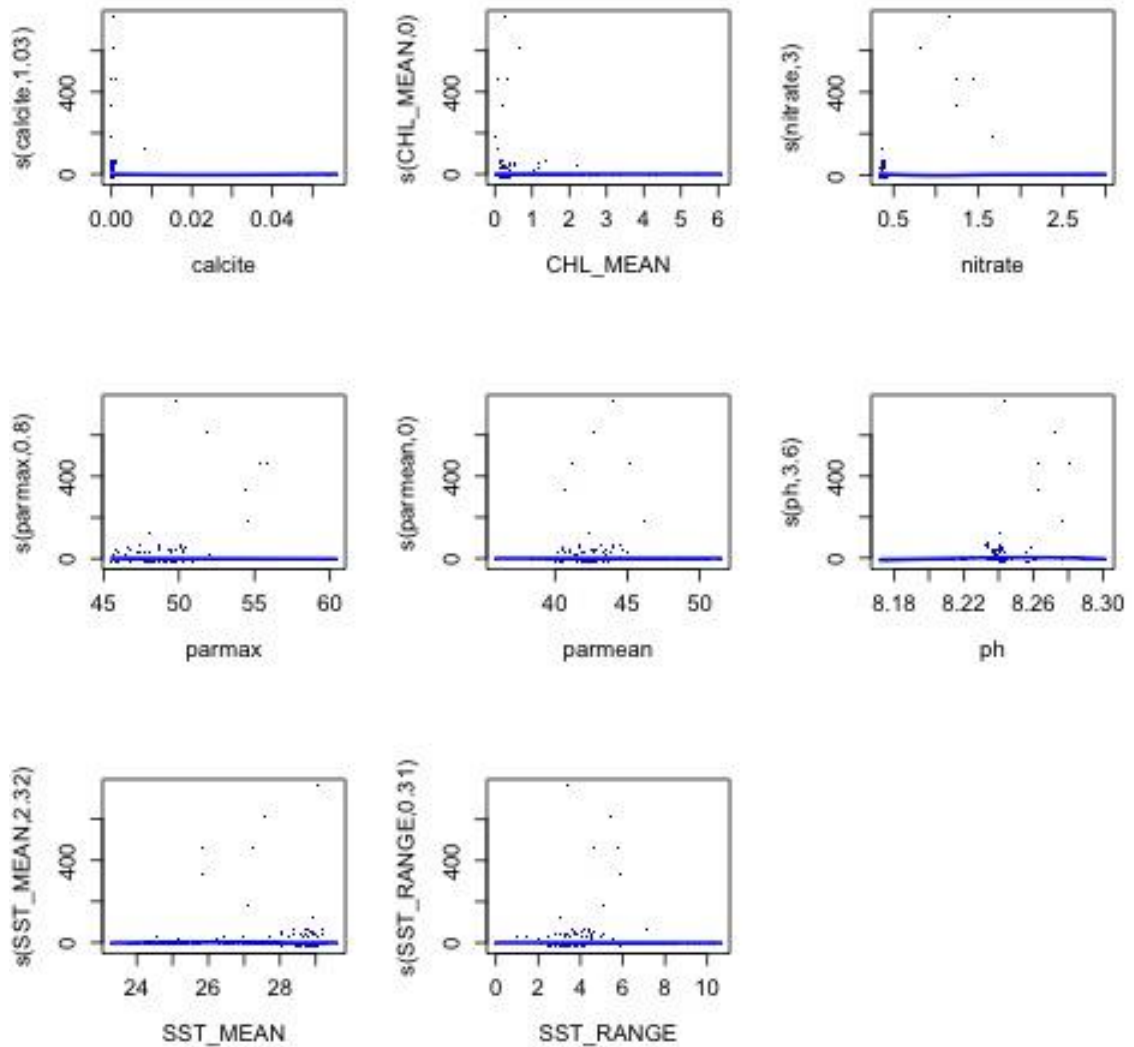 s(calcite,1.03)
400
0
0.00 0.02 0.04
calcite
s(CHL_MEAN,0)
400
0
0 1 2 3 4 5 6
CHL_MEAN
s(nitrate,3)
400
0
0.5 1.5 2.5
nitrate
s(parmax,0.8)
400
0
45 50 55 60
parmax
s(parmean,0)
400
0
40 45 50
parmean
s(ph,3.6)
400
0
8.18 8.22 8.26 8.30
ph
s(SST_MEAN,2.32)
400
0
24 26 28
SST_MEAN
s(SST_RANGE,0.31)
400
0
0 2 4 6 8 10
SST_RANGE